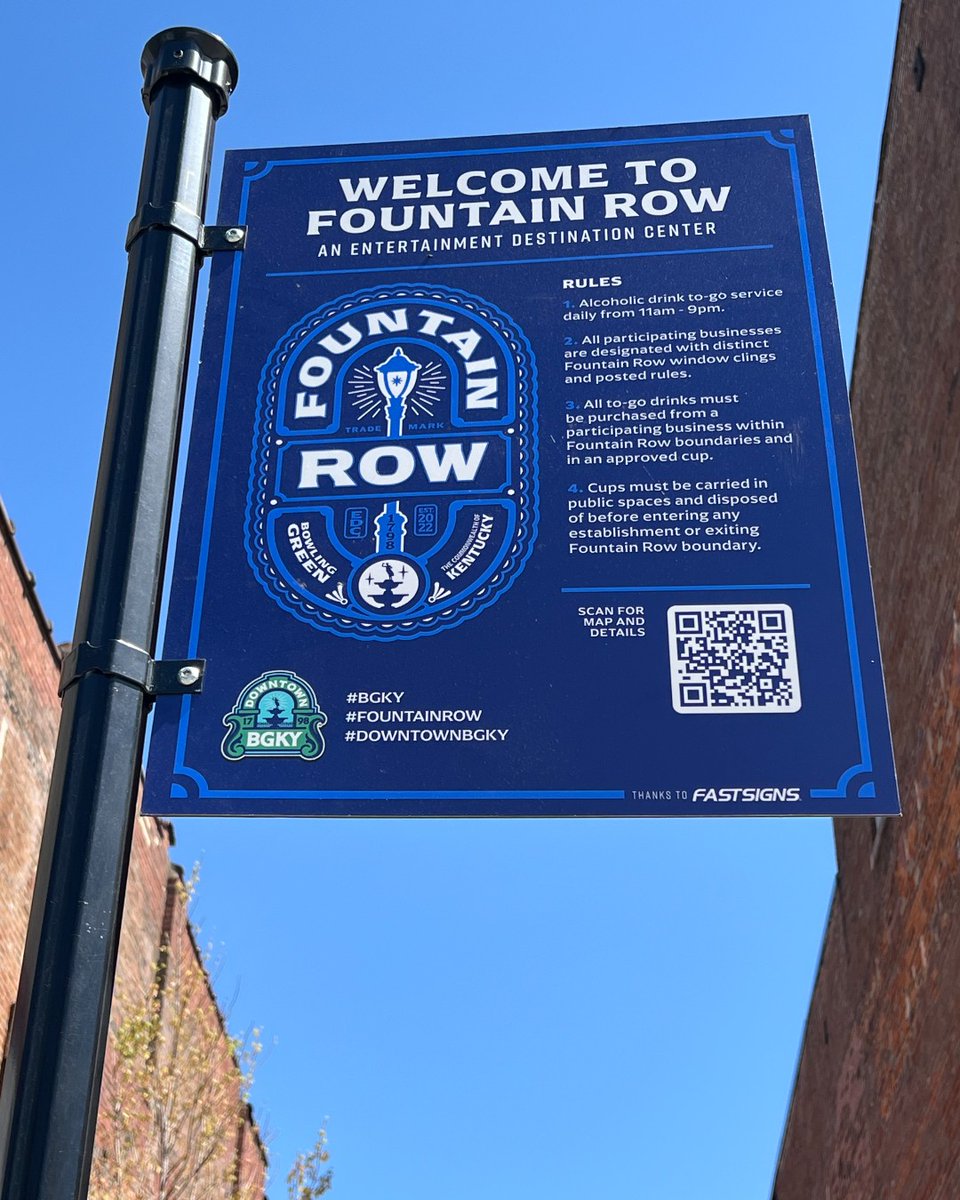 WELCOME TO
FOUNTAIN ROW
AN ENTERTAINMENT DESTINATION CENTER
FOUNTAIN
TRADE MARK
ROW
EDC
1798
EST.
20
22
BOWLING
GREEN
THE COMMONWEALTH OF
KENTUCKY
RULES
1. Alcoholic drink to-go service
daily from 11am - 9pm.
2. All participating businesses
are designated with distinct
Fountain Row window clings
and posted rules.
3. All to-go drinks must
be purchased from a
participating business within
Fountain Row boundaries and
in an approved cup.
4. Cups must be carried in
public spaces and disposed
of before entering any
establishment or exiting
Fountain Row boundary.
SCAN FOR
MAP AND
DETAILS
DOWNTOWN
17 98
BGKY
#BGKY
#FOUNTAINROW
#DOWNTOWNBGKY
THANKS TO FASTSIGNS